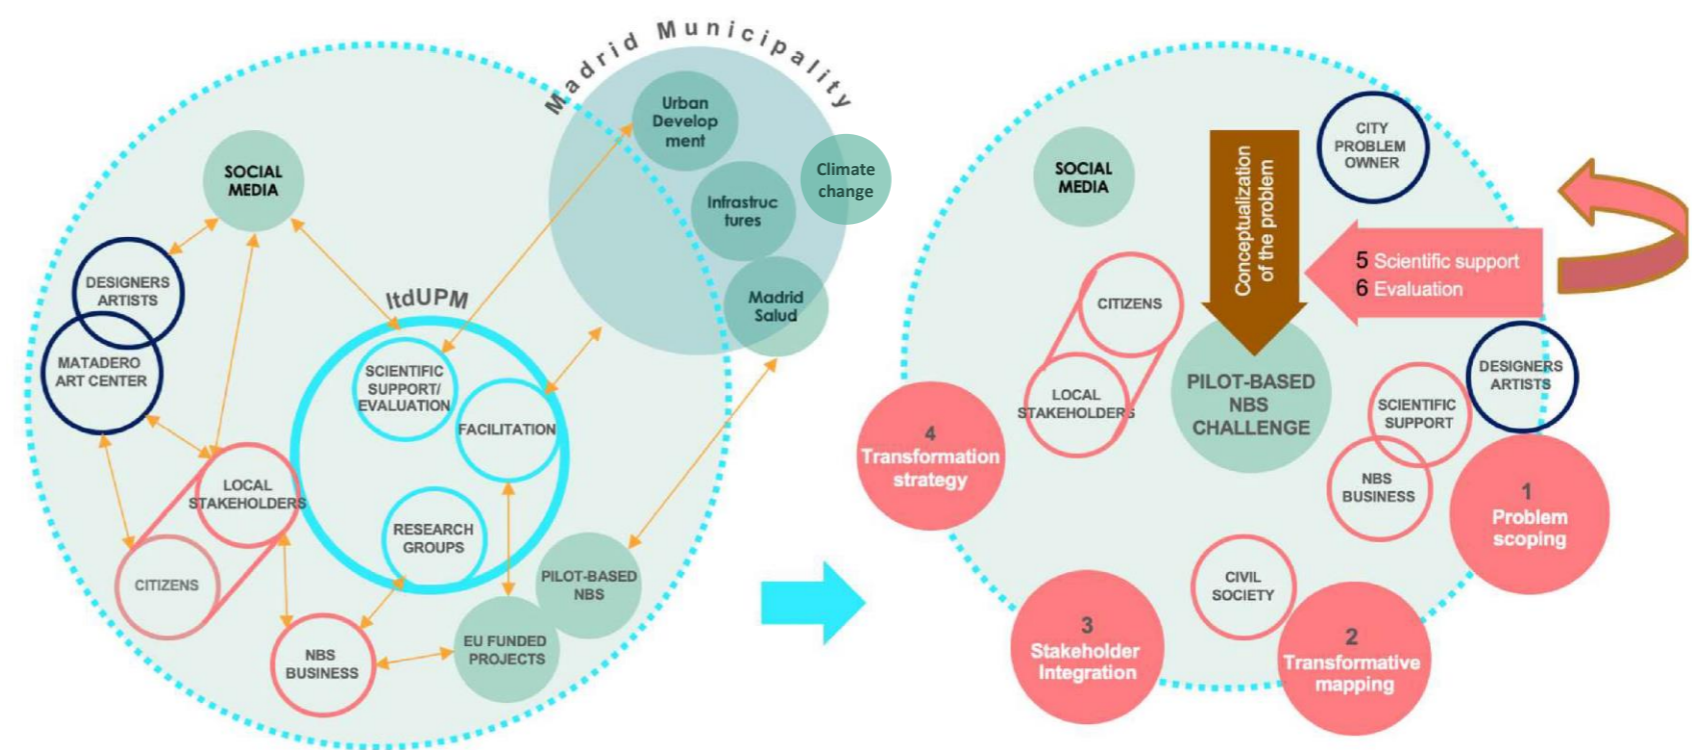 Madrid Municipality
Urban
Develop
ment
Climate
change
Infrastruc
tures
Madrid
Salud
SOCIAL
MEDIA
DESIGNERS
ARTISTS
MATADERO
ART CENTER
ItdUPM
SCIENTIFIC
SUPPORT/
EVALUATION
FACILITATION
LOCAL
STAKEHOLDERS
RESEARCH
GROUPS
CITIZENS
PILOT-BASED
NBS
EU FUNDED
PROJECTS
NBS
BUSINESS
CITY
PROBLEM
OWNER
SOCIAL
MEDIA
Conceptualization
of the problem
5 Scientific support
6 Evaluation
CITIZENS
LOCAL
STAKEHOLDERS
PILOT-BASED
NBS
CHALLENGE
DESIGNERS
ARTISTS
SCIENTIFIC
SUPPORT
NBS
BUSINESS
4
Transformation
strategy
1
Problem
scoping
CIVIL
SOCIETY
3
Stakeholder
Integration
2
Transformative
mapping